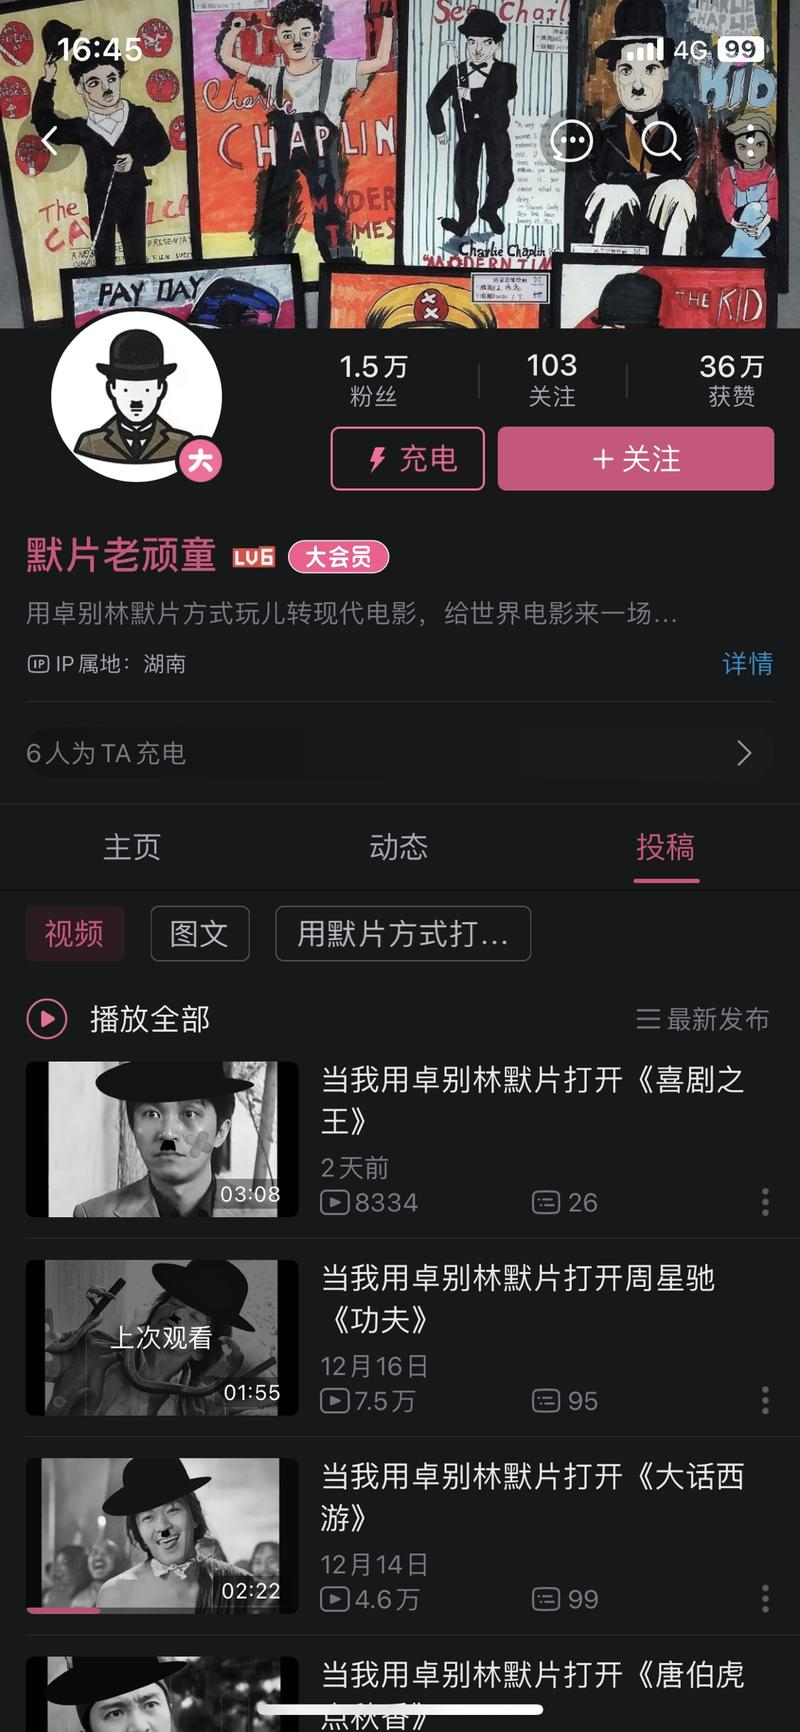 16:45
4G
99
See Charl
Charlie
CHAPLIN
KID
The
MODER
TIMES
Charlie Chaplin
"MODERN TIM
PAY DAY
THE KID
1.5万
粉丝
103
关注
36万
获赞
充电
+ 关注
大
默片老顽童
LV6
大会员
用卓别林默片方式玩儿转现代电影，给世界电影来一场...
IP
IP属地：湖南
详情
6人为TA充电
主页
动态
投稿
视频
图文
用默片方式打...
播放全部
最新发布
当我用卓别林默片打开《喜剧之
王》
2天前
03:08
8334
26
当我用卓别林默片打开周星驰
《功夫》
上次观看
12月16日
01:55
7.5万
95
当我用卓别林默片打开《大话西
游》
12月14日
02:22
4.6万
99
当我用卓别林默片打开《唐伯虎
点秋香》